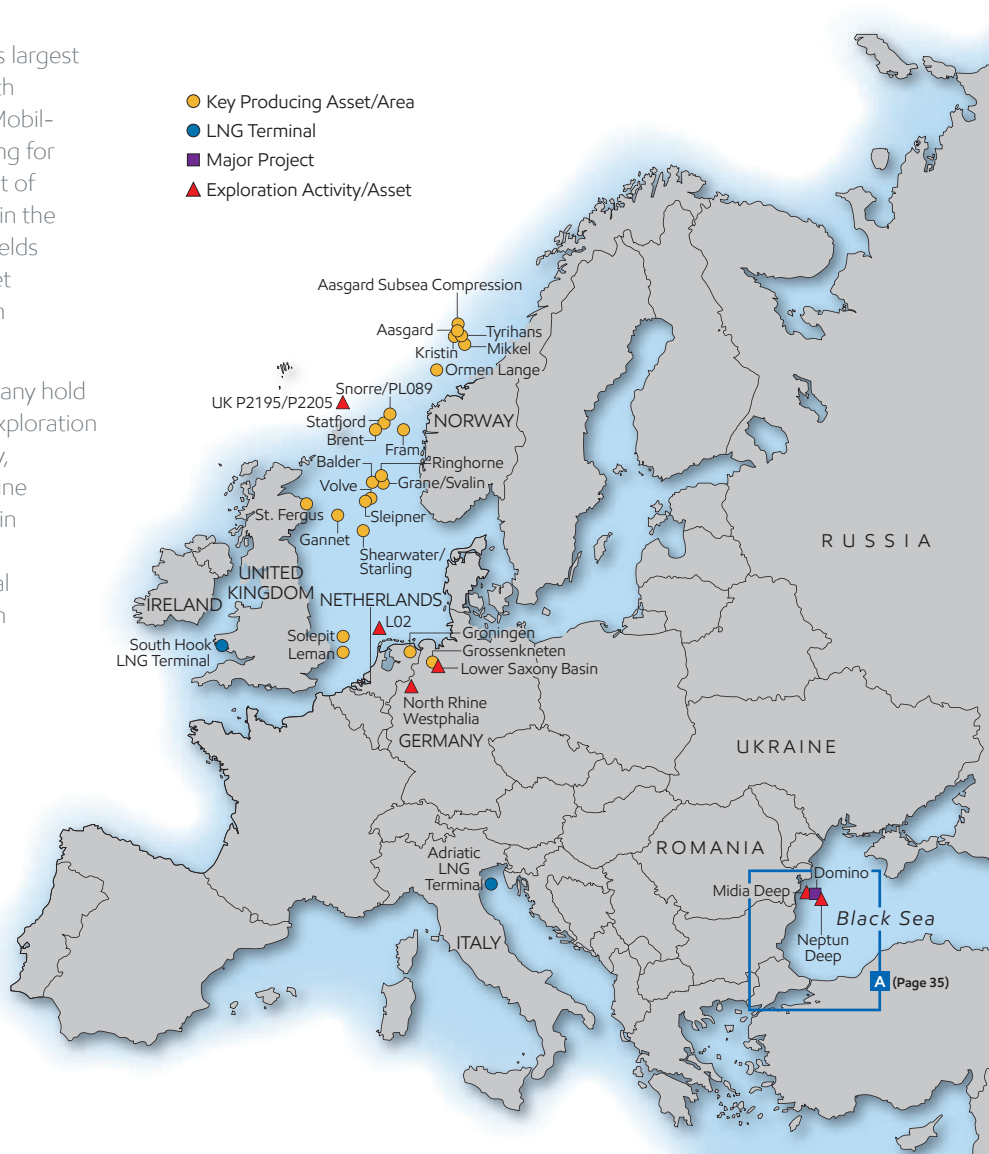 s largest
th
Mobil-
ng for
t of
in the
elds
et
n
any hold
xploration
y,
ine
in
al
n
Key Producing Asset/Area
LNG Terminal
Major Project
Exploration Activity/Asset
Aasgard Subsea Compression
Aasgard
Tyrihans
Kristin
Mikkel
Ormen Lange
Snorre/PL089
UK P2195/P2205
Statfjord
NORWAY
Brent
Fram
Balder
Ringhorne
Volve
Grane/Svalin
St. Fergus
Sleipner
Gannet
Shearwater/
Starling
RUSSIA
UNITED
KINGDOM
IRELAND
NETHERLANDS
L02
South Hook
LNG Terminal
Solepit
Leman
Groningen
Grossenkneten
Lower Saxony Basin
North Rhine
Westphalia
GERMANY
UKRAINE
ROMANIA
Adriatic
LNG
Terminal
ITALY
Domino
Midia Deep
Black Sea
Neptun
Deep
A (Page 35)